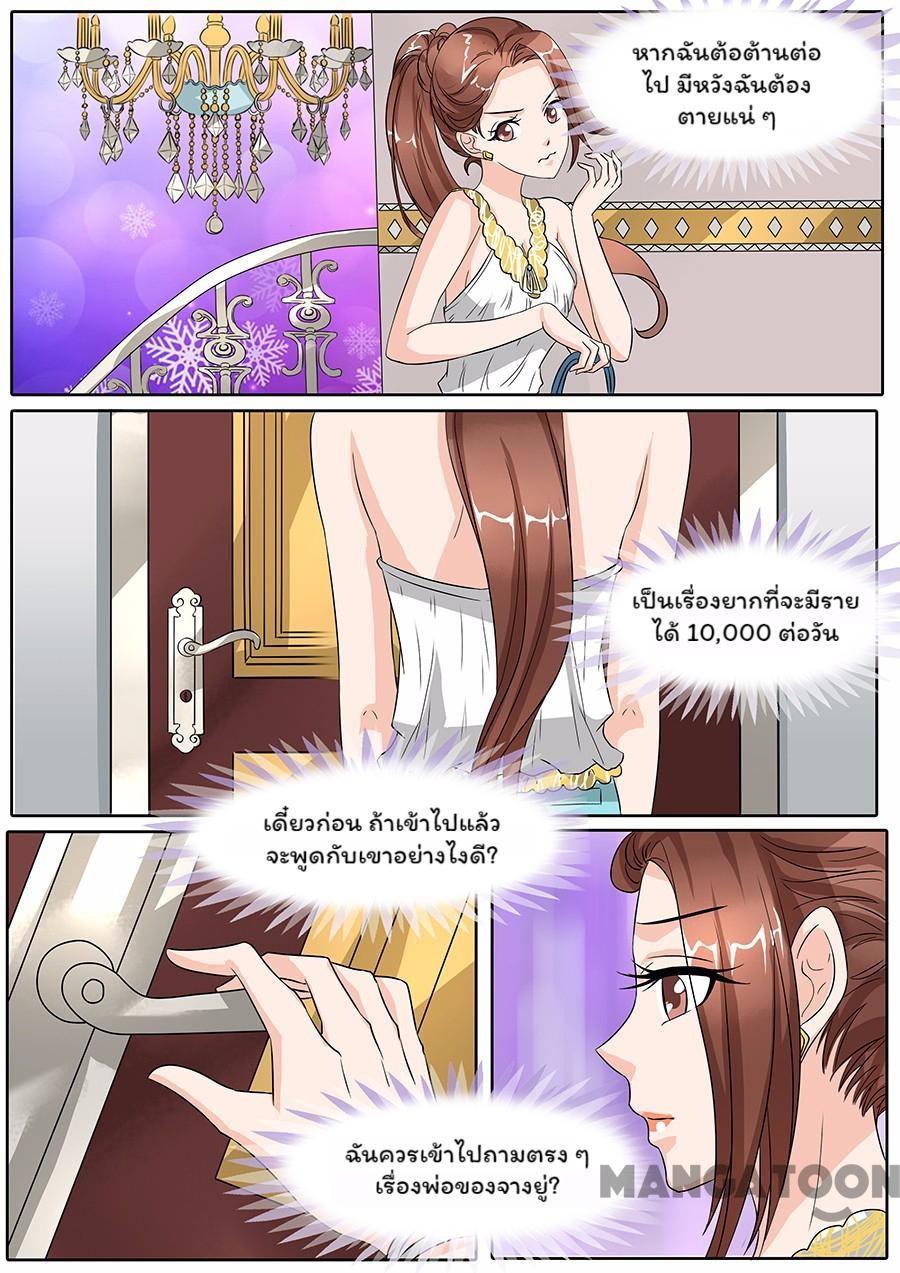 หากฉันต้อต้านต่อ
ไป มีหวังฉันต้อง
ตายแน่ ๆ
เป็นเรื่องยากที่จะมีราย
ได้ 10,000 ต่อวัน
เดี๋ยวก่อน ถ้าเข้าไปแล้ว
จะพูดกับเขาอย่างไงดี?
ฉันควรเข้าไปถามตรง ๆ
เรื่องพ่อของจางยู่?
MANGATOON